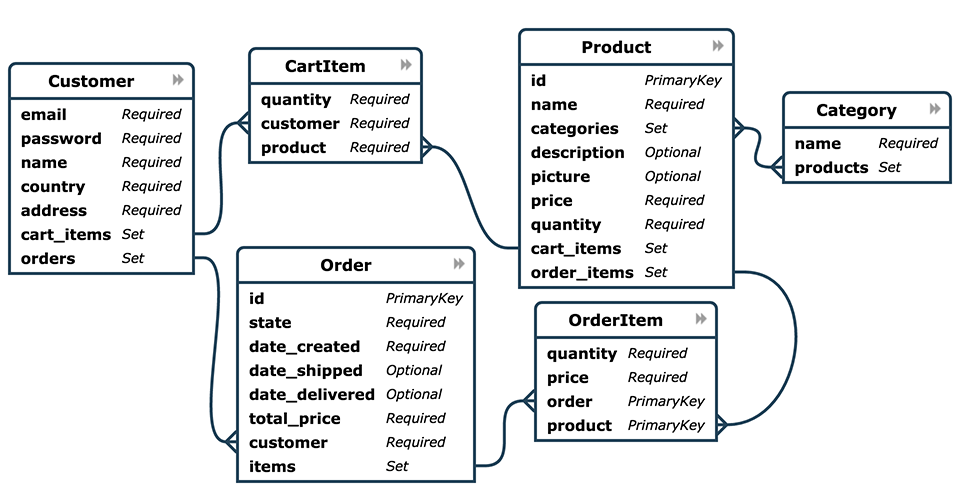 Customer
email Required
password Required
name Required
country Required
address Required
cart_items Set
orders Set
CartItem
quantity Required
customer Required
product Required
Product
id PrimaryKey
name Required
categories Set
description Optional
picture Optional
price Required
quantity Required
cart_items Set
order_items Set
Category
name Required
products Set
Order
id PrimaryKey
state Required
date_created Required
date_shipped Optional
date_delivered Optional
total_price Required
customer Required
items Set
OrderItem
quantity Required
price Required
order PrimaryKey
product PrimaryKey